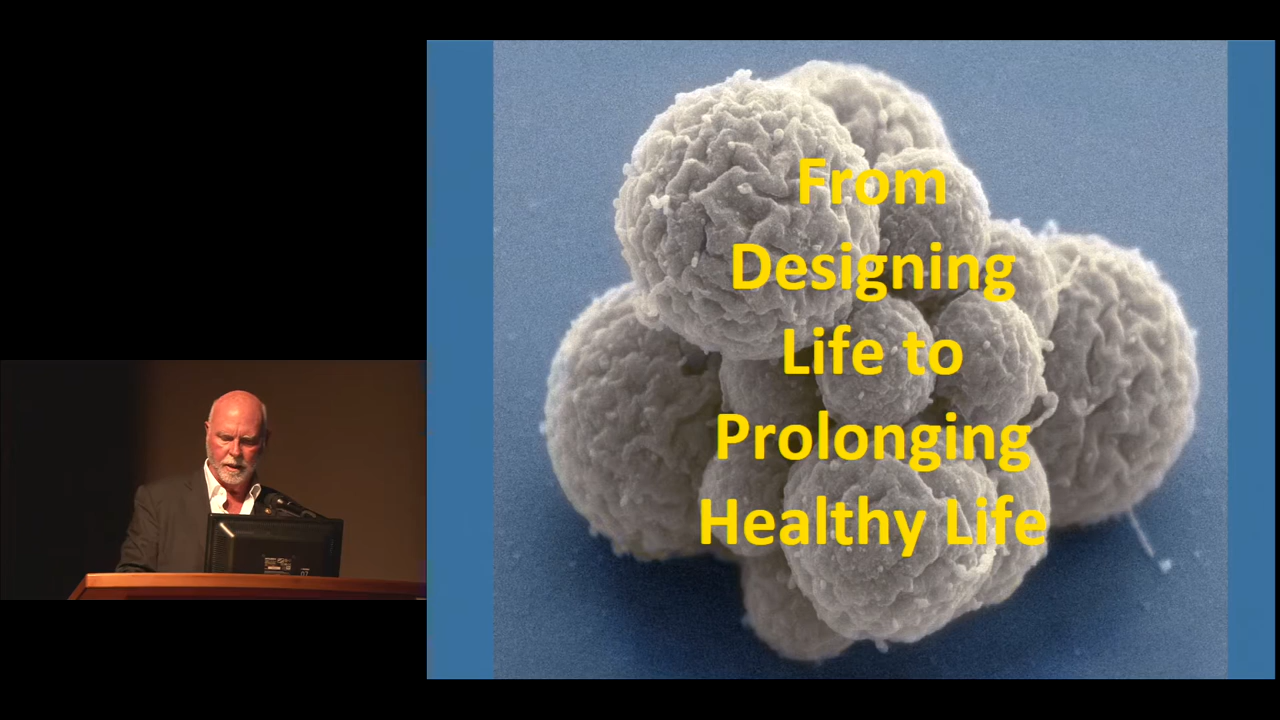 From
Designing
Life to
Prolonging
Healthy Life